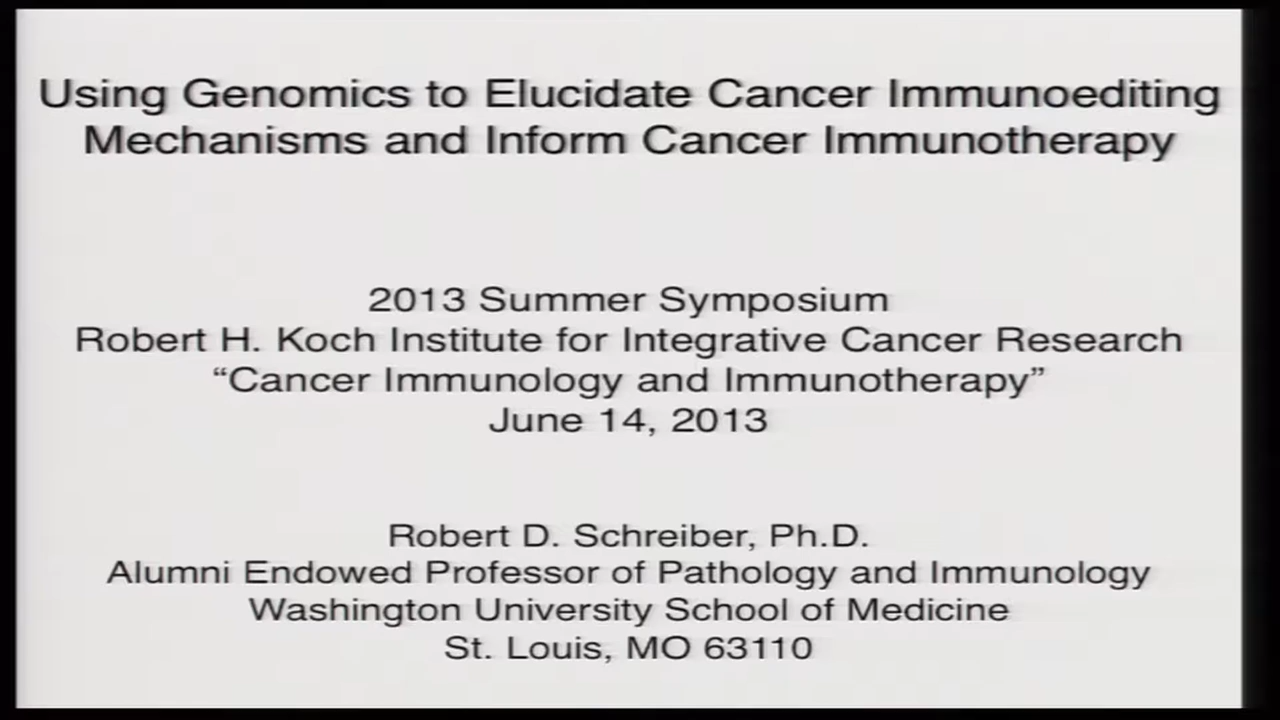 Using Genomics to Elucidate Cancer Immunoediting
Mechanisms and Inform Cancer Immunotherapy
2013 Summer Symposium
Robert H. Koch Institute for Integrative Cancer Research
“Cancer Immunology and Immunotherapy”
June 14, 2013
Robert D. Schreiber, Ph.D.
Alumni Endowed Professor of Pathology and Immunology
Washington University School of Medicine
St. Louis, MO 63110